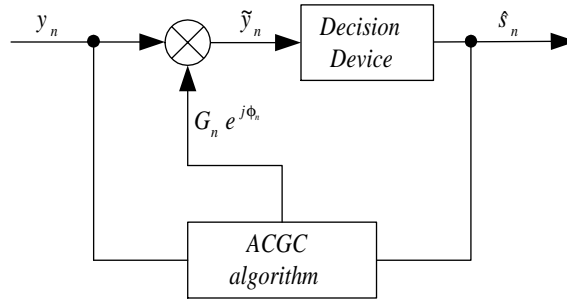 y_n
ỹ_n
Decision
Device
ŝ_n
G_n e^{jϕ_n}
ACGC
algorithm